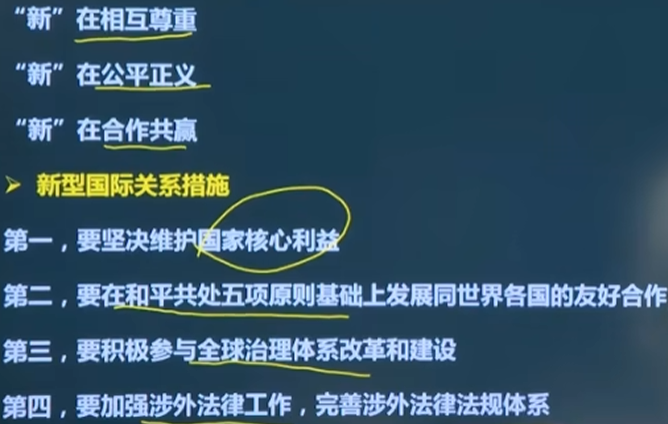 “新”在相互尊重
“新”在公平正义
“新”在合作共赢
新型国际关系措施
第一，要坚决维护国家核心利益
第二，要在和平共处五项原则基础上发展同世界各国的友好合作
第三，要积极参与全球治理体系改革和建设
第四，要加强涉外法律工作，完善涉外法律法规体系